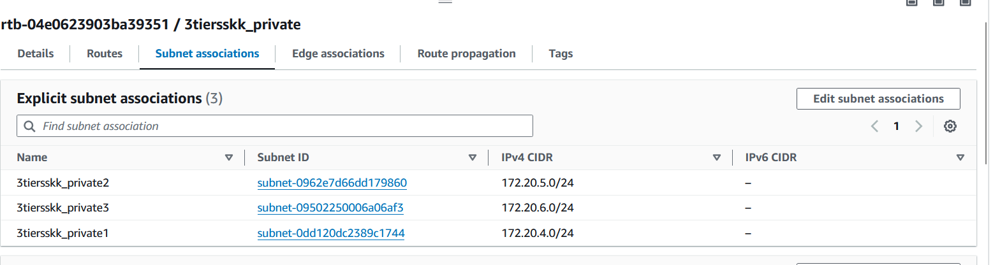 rtb-04e0623903ba39351 / 3tiersskk_private
Details Routes Subnet associations Edge associations Route propagation Tags
Explicit subnet associations (3) Edit subnet associations
Find subnet association 1
Name Subnet ID IPv4 CIDR IPv6 CIDR
3tiersskk_private2 subnet-0962e7d66dd179860 172.20.5.0/24 –
3tiersskk_private3 subnet-09502250006a06af3 172.20.6.0/24 –
3tiersskk_private1 subnet-0dd120dc2389c1744 172.20.4.0/24 –